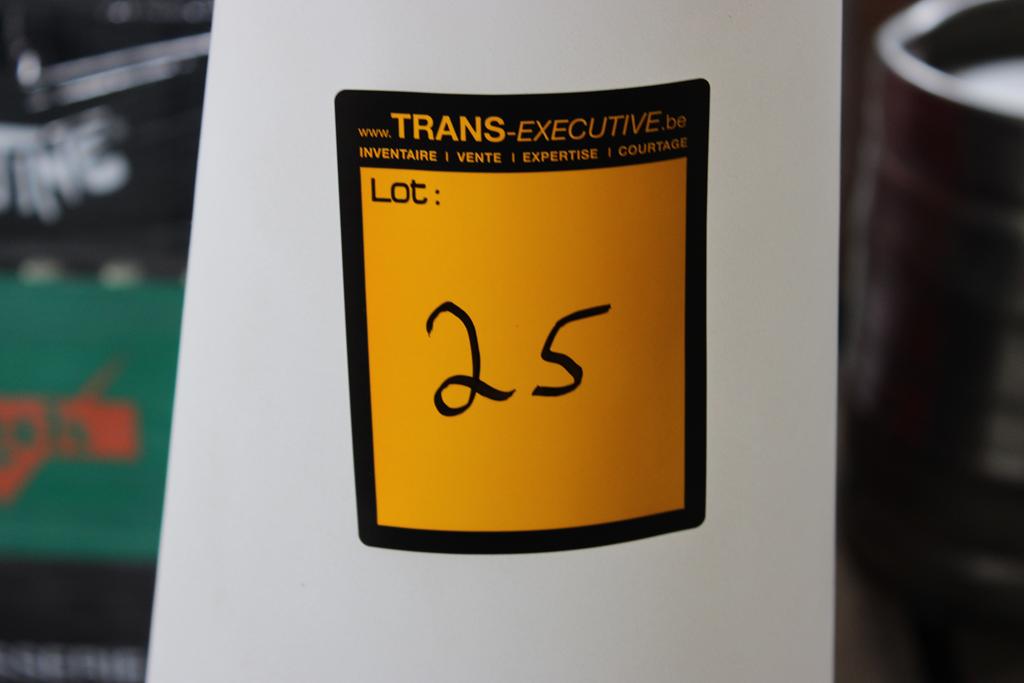 www.TRANS-EXECUTIVE.be
INVENTAIRE | VENTE | EXPERTISE | COURTAGE
Lot:
25